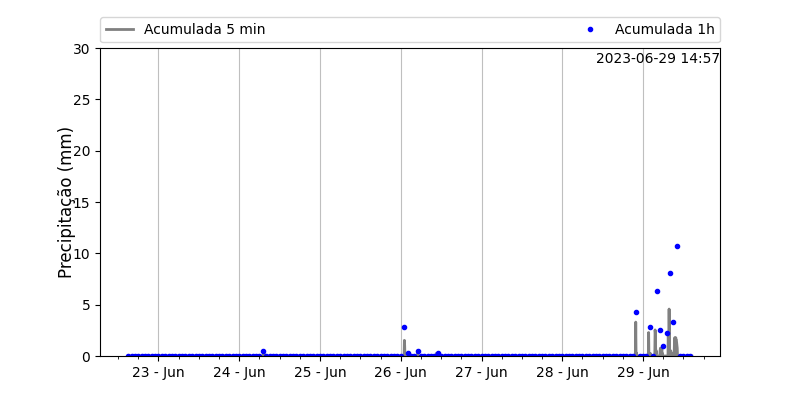 Acumulada 5 min
Acumulada 1h
2023-06-29 14:57
Precipitação (mm)
30
25
20
15
10
5
0
23 - Jun
24 - Jun
25 - Jun
26 - Jun
27 - Jun
28 - Jun
29 - Jun